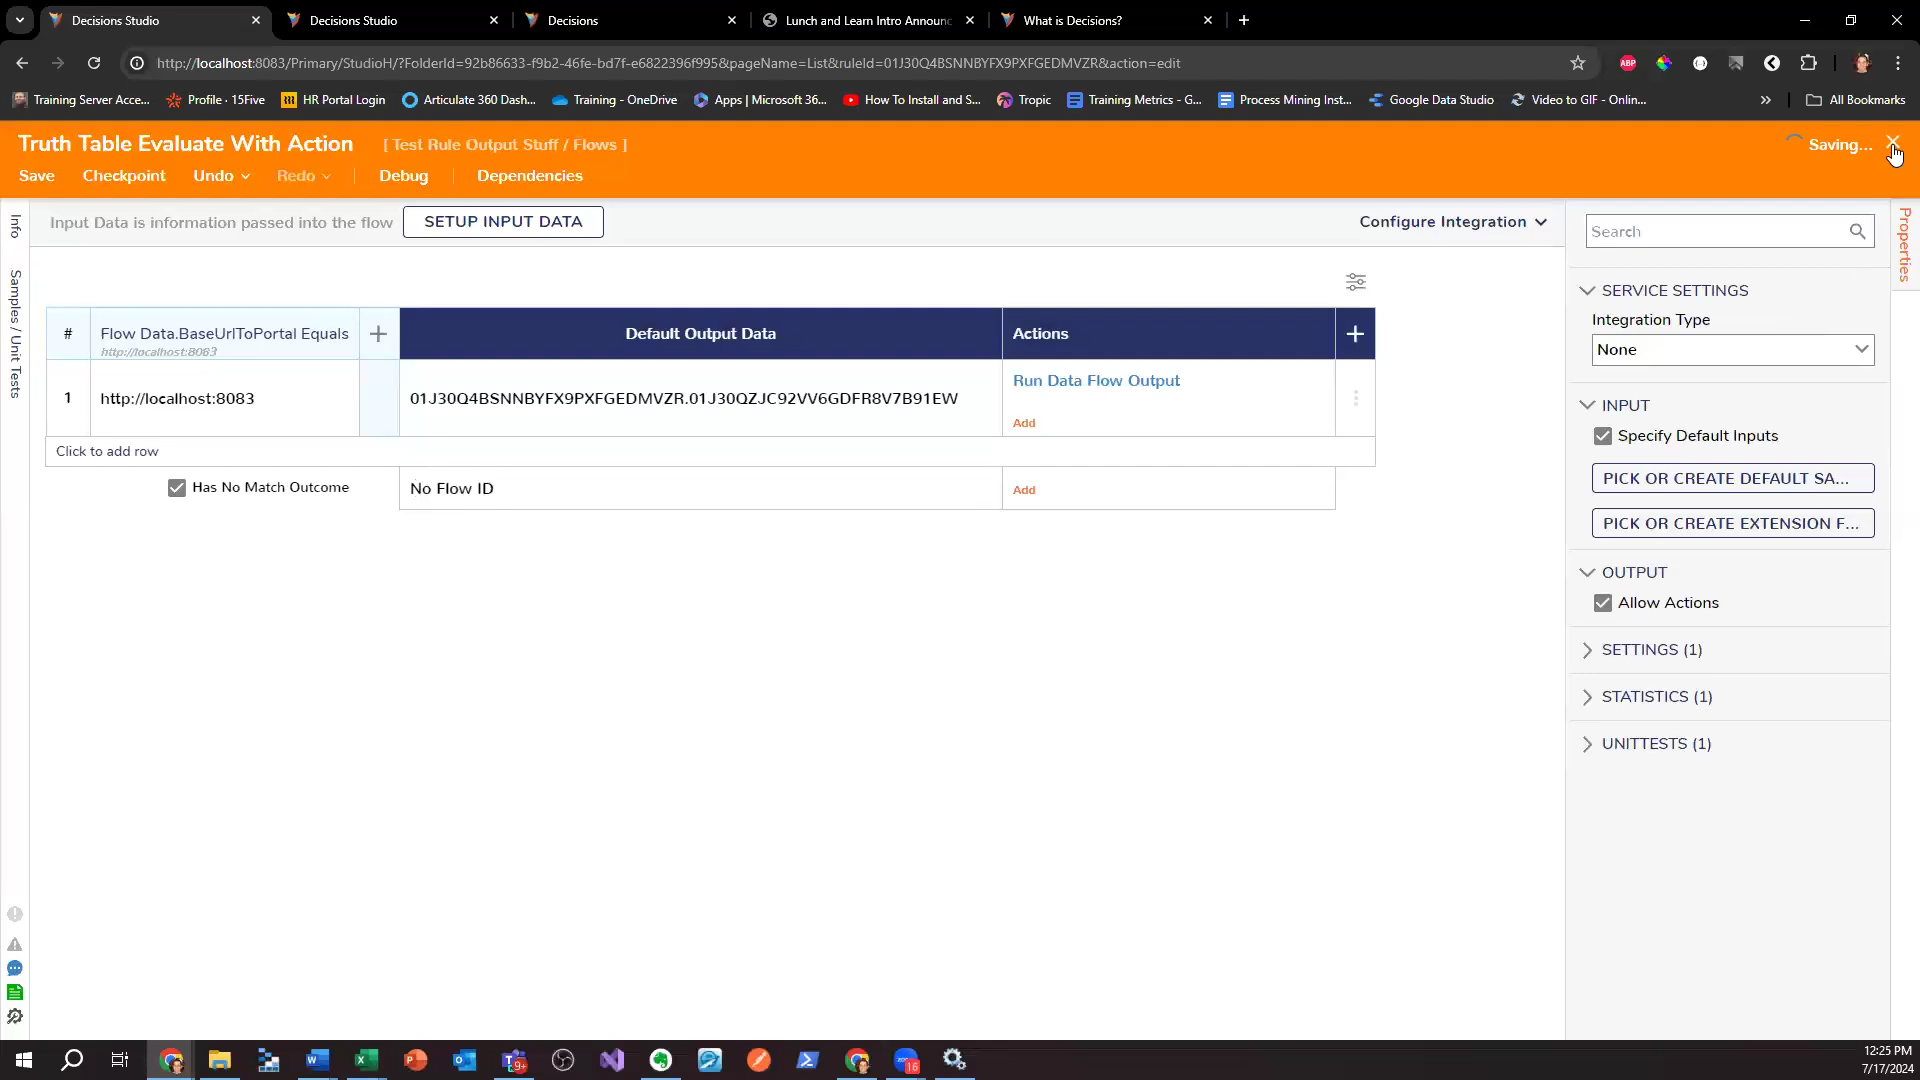 Decisions Studio
Decisions Studio
Decisions
Lunch and Learn Intro Announc
What is Decisions?
http://localhost:8083/Primary/StudioH/?FolderId=92b86633-f9b2-46fe-bd7f-e6822396f995&pageName=List&ruleId=01J30Q4BSNNBYFX9PXFGEDMVZR&action=edit
ABP
Training Server Acce...
Profile · 15Five
HR Portal Login
Articulate 360 Dash...
Training - OneDrive
Apps | Microsoft 36...
How To Install and S...
Tropic
Training Metrics - G...
Process Mining Inst...
Google Data Studio
Video to GIF - Onlin...
All Bookmarks
Truth Table Evaluate With Action
[ Test Rule Output Stuff / Flows ]
Saving...
Save
Checkpoint
Undo
Redo
Debug
Dependencies
Info
Samples / Unit Tests
Input Data is information passed into the flow
SETUP INPUT DATA
Configure Integration
Search
Properties
#
Flow Data.BaseUrlToPortal Equals
http://localhost:8083
Default Output Data
Actions
1
http://localhost:8083
01J30Q4BSNNBYFX9PXFGEDMVZR.01J30QZJC92VV6GDFR8V7B91EW
Run Data Flow Output
Add
Click to add row
Has No Match Outcome
No Flow ID
Add
SERVICE SETTINGS
Integration Type
None
INPUT
Specify Default Inputs
PICK OR CREATE DEFAULT SA...
PICK OR CREATE EXTENSION F...
OUTPUT
Allow Actions
SETTINGS (1)
STATISTICS (1)
UNITTESTS (1)
9+
16
12:25 PM
7/17/2024